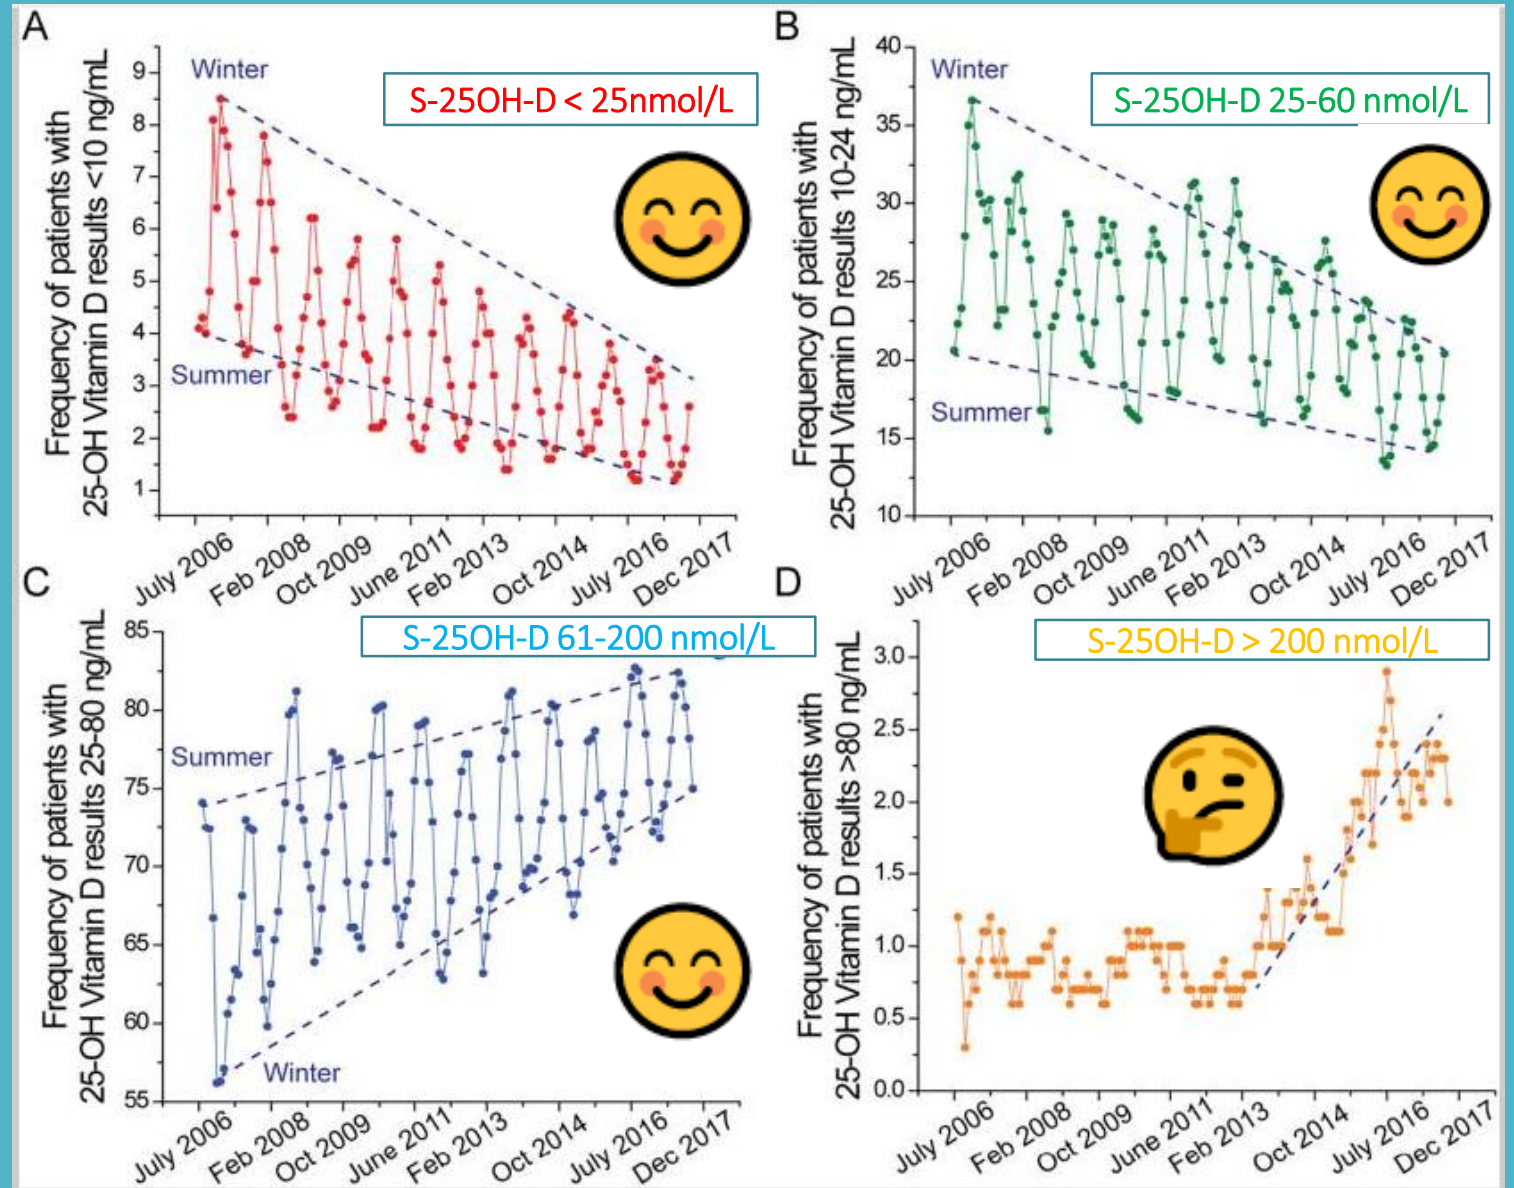 A
Frequency of patients with
25-OH Vitamin D results <10 ng/mL
S-25OH-D < 25nmol/L
Winter
Summer
9
8
7
6
5
4
3
2
1
July 2006
Feb 2008
Oct 2009
June 2011
Feb 2013
Oct 2014
July 2016
Dec 2017
B
Frequency of patients with
25-OH Vitamin D results 10-24 ng/mL
S-25OH-D 25-60 nmol/L
Winter
Summer
40
35
30
25
20
15
10
July 2006
Feb 2008
Oct 2009
June 2011
Feb 2013
Oct 2014
July 2016
Dec 2017
C
Frequency of patients with
25-OH Vitamin D results 25-80 ng/mL
S-25OH-D 61-200 nmol/L
Summer
Winter
85
80
75
70
65
60
55
July 2006
Feb 2008
Oct 2009
June 2011
Feb 2013
Oct 2014
July 2016
Dec 2017
D
Frequency of patients with
25-OH Vitamin D results >80 ng/mL
S-25OH-D > 200 nmol/L
3.0
2.5
2.0
1.5
1.0
0.5
0.0
July 2006
Feb 2008
Oct 2009
June 2011
Feb 2013
Oct 2014
July 2016
Dec 2017